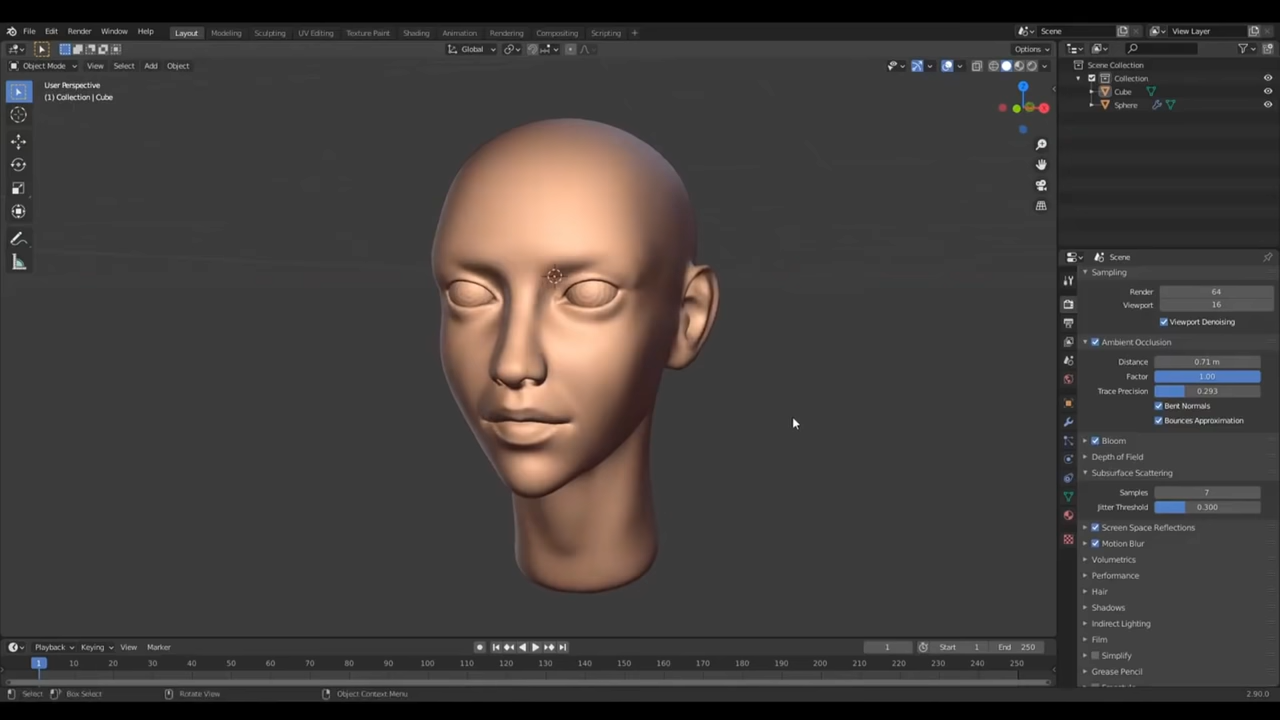 File Edit Render Window Help Layout Modeling Sculpting UV Editing Texture Paint Shading Animation Rendering Compositing Scripting + Scene View Layer
Global Options
Object Mode View Select Add Object
User Perspective
(1) Collection | Cube
Z
Scene Collection
Collection
Cube
Sphere
Scene
Sampling
Render 64
Viewport 16
Viewport Denoising
Ambient Occlusion
Distance 0.71 m
Factor 1.00
Trace Precision 0.293
Bent Normals
Bounces Approximation
Bloom
Depth of Field
Subsurface Scattering
Samples 7
Jitter Threshold 0.300
Screen Space Reflections
Motion Blur
Volumetrics
Performance
Hair
Shadows
Indirect Lighting
Film
Simplify
Grease Pencil
Playback Keying View Marker 1 Start 1 End 250
1 10 20 30 40 50 60 70 80 90 100 110 120 130 140 150 160 170 180 190 200 210 220 230 240 250
Select Box Select Rotate View Object Context Menu 2.90.0